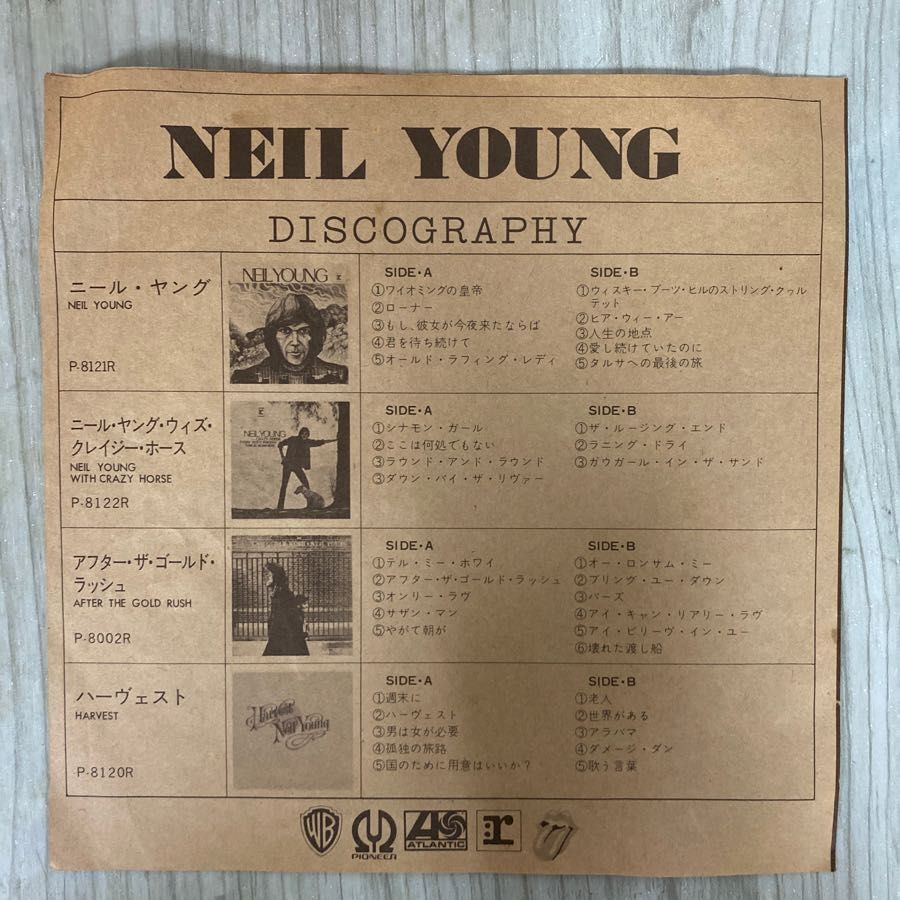 NEIL YOUNG
DISCOGRAPHY
ニール・ヤング
NEIL YOUNG
P-8121R
NEIL YOUNG
SIDE・A
①ワイオミングの皇帝
②ローナー
③もし、彼女が今夜来たならば
④君を待ち続けて
⑤オールド・ラフィング・レディ
SIDE・B
①ウィスキー・ブーツ・ヒルのストリング・クゥル
テット
②ヒア・ウィー・アー
③人生の地点
④愛し続けていたのに
⑤タルサへの最後の旅
ニール・ヤング・ウィズ・
クレイジー・ホース
NEIL YOUNG
WITH CRAZY HORSE
P-8122R
NEIL YOUNG
SIDE・A
①シナモン・ガール
②ここは何処でもない
③ラウンド・アンド・ラウンド
③ダウン・バイ・ザ・リヴァー
SIDE・B
①ザ・ルージング・エンド
②ラニング・ドライ
③ガウガール・イン・ザ・サンド
アフター・ザ・ゴールド・
ラッシュ
AFTER THE GOLD RUSH
P-8002R
SIDE・A
①テル・ミー・ホワイ
②アフター・ザ・ゴールド・ラッシュ
③オンリー・ラヴ
④サザン・マン
⑤やがて朝が
SIDE・B
①オー・ロンサム・ミー
②ブリング・ユー・ダウン
③バーズ
④アイ・キャン・リアリー・ラヴ
⑤アイ・ビリーヴ・イン・ユー
⑥壊れた渡し船
ハーヴェスト
HARVEST
P-8120R
Harvest
Neil Young
SIDE・A
①週末に
②ハーヴェスト
③男は女が必要
④孤独の旅路
⑤国のために用意はいいか?
SIDE・B
①老人
②世界がある
③アラバマ
④ダメージ・ダン
⑤歌う言葉
WB
PIONEER
ATLANTIC
r